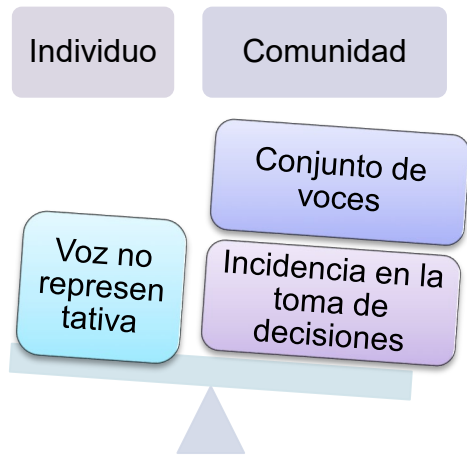 Individuo
Comunidad
Conjunto de
voces
Voz no
represen
tativa
Incidencia en la
toma de
decisiones